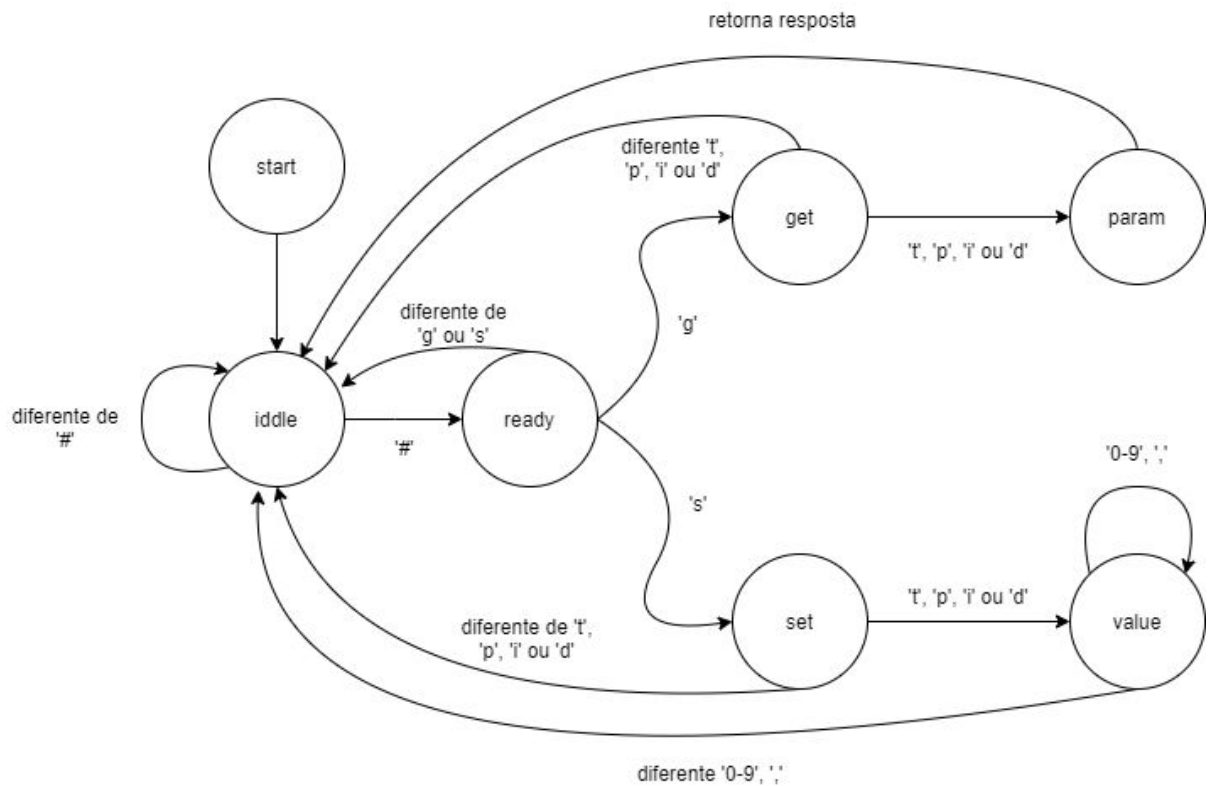 retorna resposta
start
diferente 't',
'p', 'i' ou 'd'
get
param
't', 'p', 'i' ou 'd'
diferente de
'g' ou 's'
'g'
diferente de
'#'
iddle
'#'
ready
'0-9', ','
's'
't', 'p', 'i' ou 'd'
set
value
diferente de 't',
'p', 'i' ou 'd'
diferente '0-9', ','